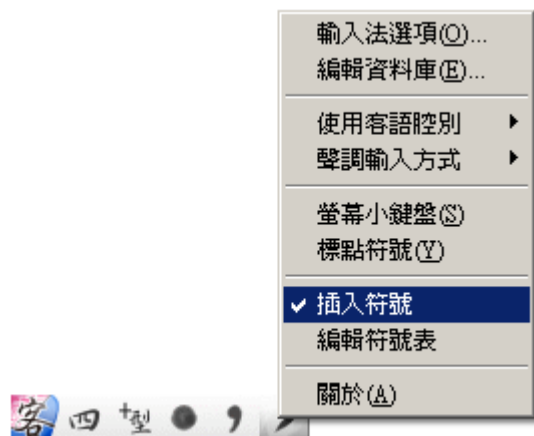 輸入法選項(O)...
編輯資料庫(E)...
使用客語腔別
聲調輸入方式
螢幕小鍵盤(S)
標點符號(Y)
插入符號
編輯符號表
關於(A)
客 四 +型 ,